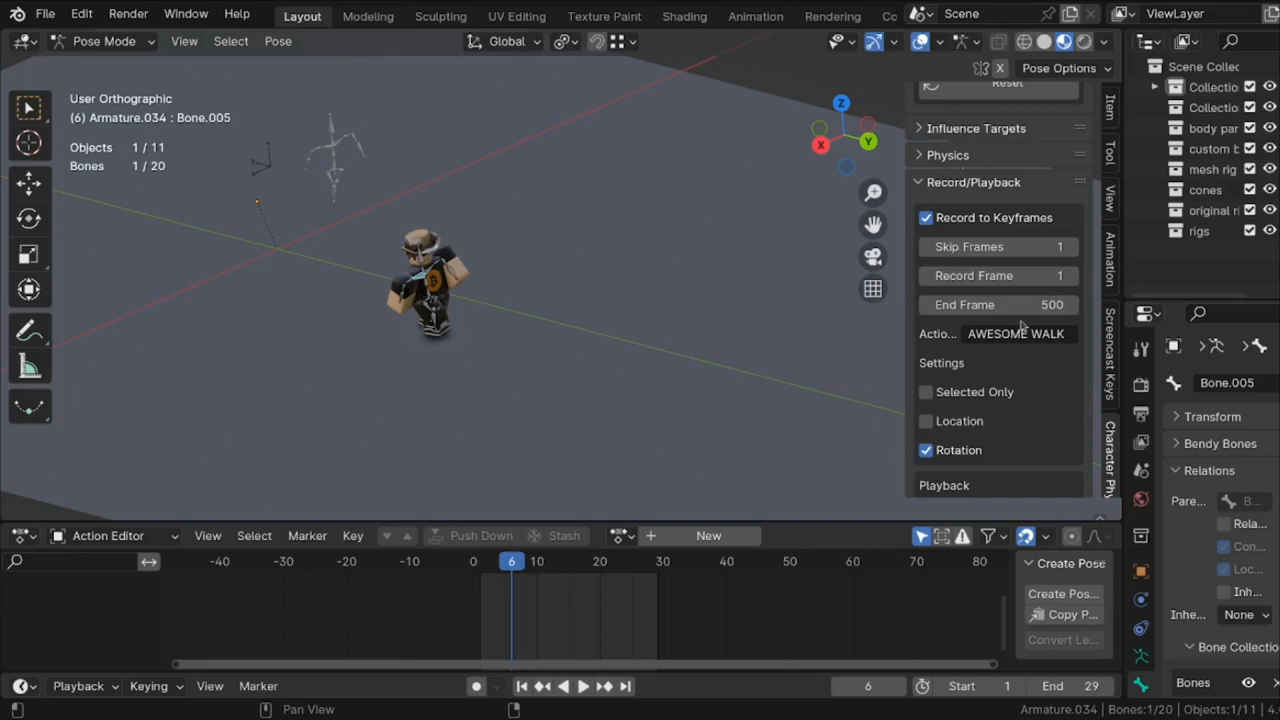 File Edit Render Window Help Layout Modeling Sculpting UV Editing Texture Paint Shading Animation Rendering Co Scene ViewLayer
Pose Mode View Select Pose Global
X Pose Options
Scene Collec
Collectio
Collectio
body par
custom b
mesh rig
cones
original ri
rigs
User Orthographic
(6) Armature.034 : Bone.005
Objects 1 / 11
Bones 1 / 20
Z
X
Y
Reset
Influence Targets
Physics
Record/Playback
Record to Keyframes
Skip Frames 1
Record Frame 1
End Frame 500
Actio... AWESOME WALK
Settings
Selected Only
Location
Rotation
Playback
Item
Tool
View
Animation
Screencast Keys
Character Phy
Bone.005
Transform
Bendy Bones
Relations
Pare... B...
Rela...
Con...
Loc...
Inh...
Inhe... None
Bone Collectio
Bones
Action Editor View Select Marker Key Push Down Stash New
-40 -30 -20 -10 0 6 10 20 30 40 50 60 70 80
Create Pose
Create Pos...
Copy P...
Convert Le...
Playback Keying View Marker 6 Start 1 End 29
Pan View Armature.034 | Bones:1/20 | Objects:1/11 | 4.